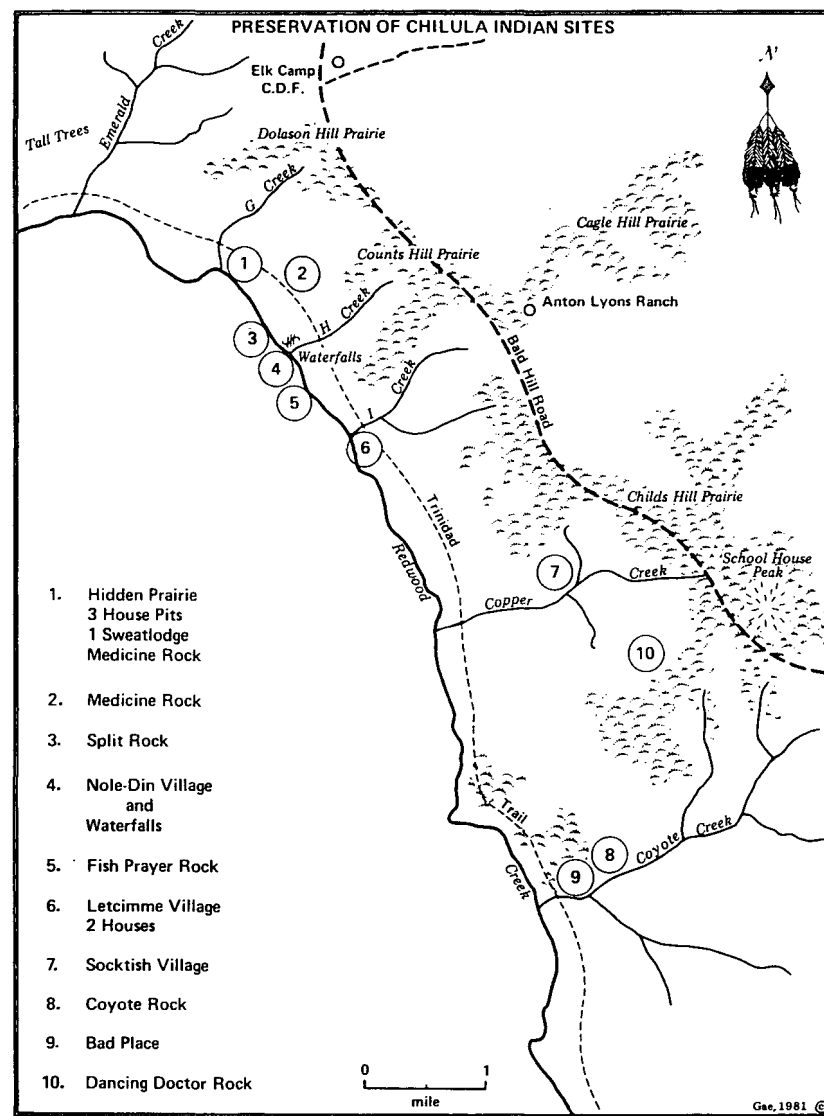 PRESERVATION OF CHILULA INDIAN SITES
Creek
Emerald
Tall Trees
Elk Camp
C.D.F.
N
Dolason Hill Prairie
G Creek
Cagle Hill Prairie
Counts Hill Prairie
1
2
H Creek
Anton Lyons Ranch
3
Waterfalls
4
5
I Creek
Bald Hill Road
6
Trinidad
Childs Hill Prairie
Redwood
School House
Peak
7
Copper Creek
10
Trail
8
Coyote Creek
9
Creek
1. Hidden Prairie
3 House Pits
1 Sweatlodge
Medicine Rock
2. Medicine Rock
3. Split Rock
4. Nole-Din Village
and
Waterfalls
5. Fish Prayer Rock
6. Letcimme Village
2 Houses
7. Socktish Village
8. Coyote Rock
9. Bad Place
10. Dancing Doctor Rock
0 1
mile
Gae, 1981 ©